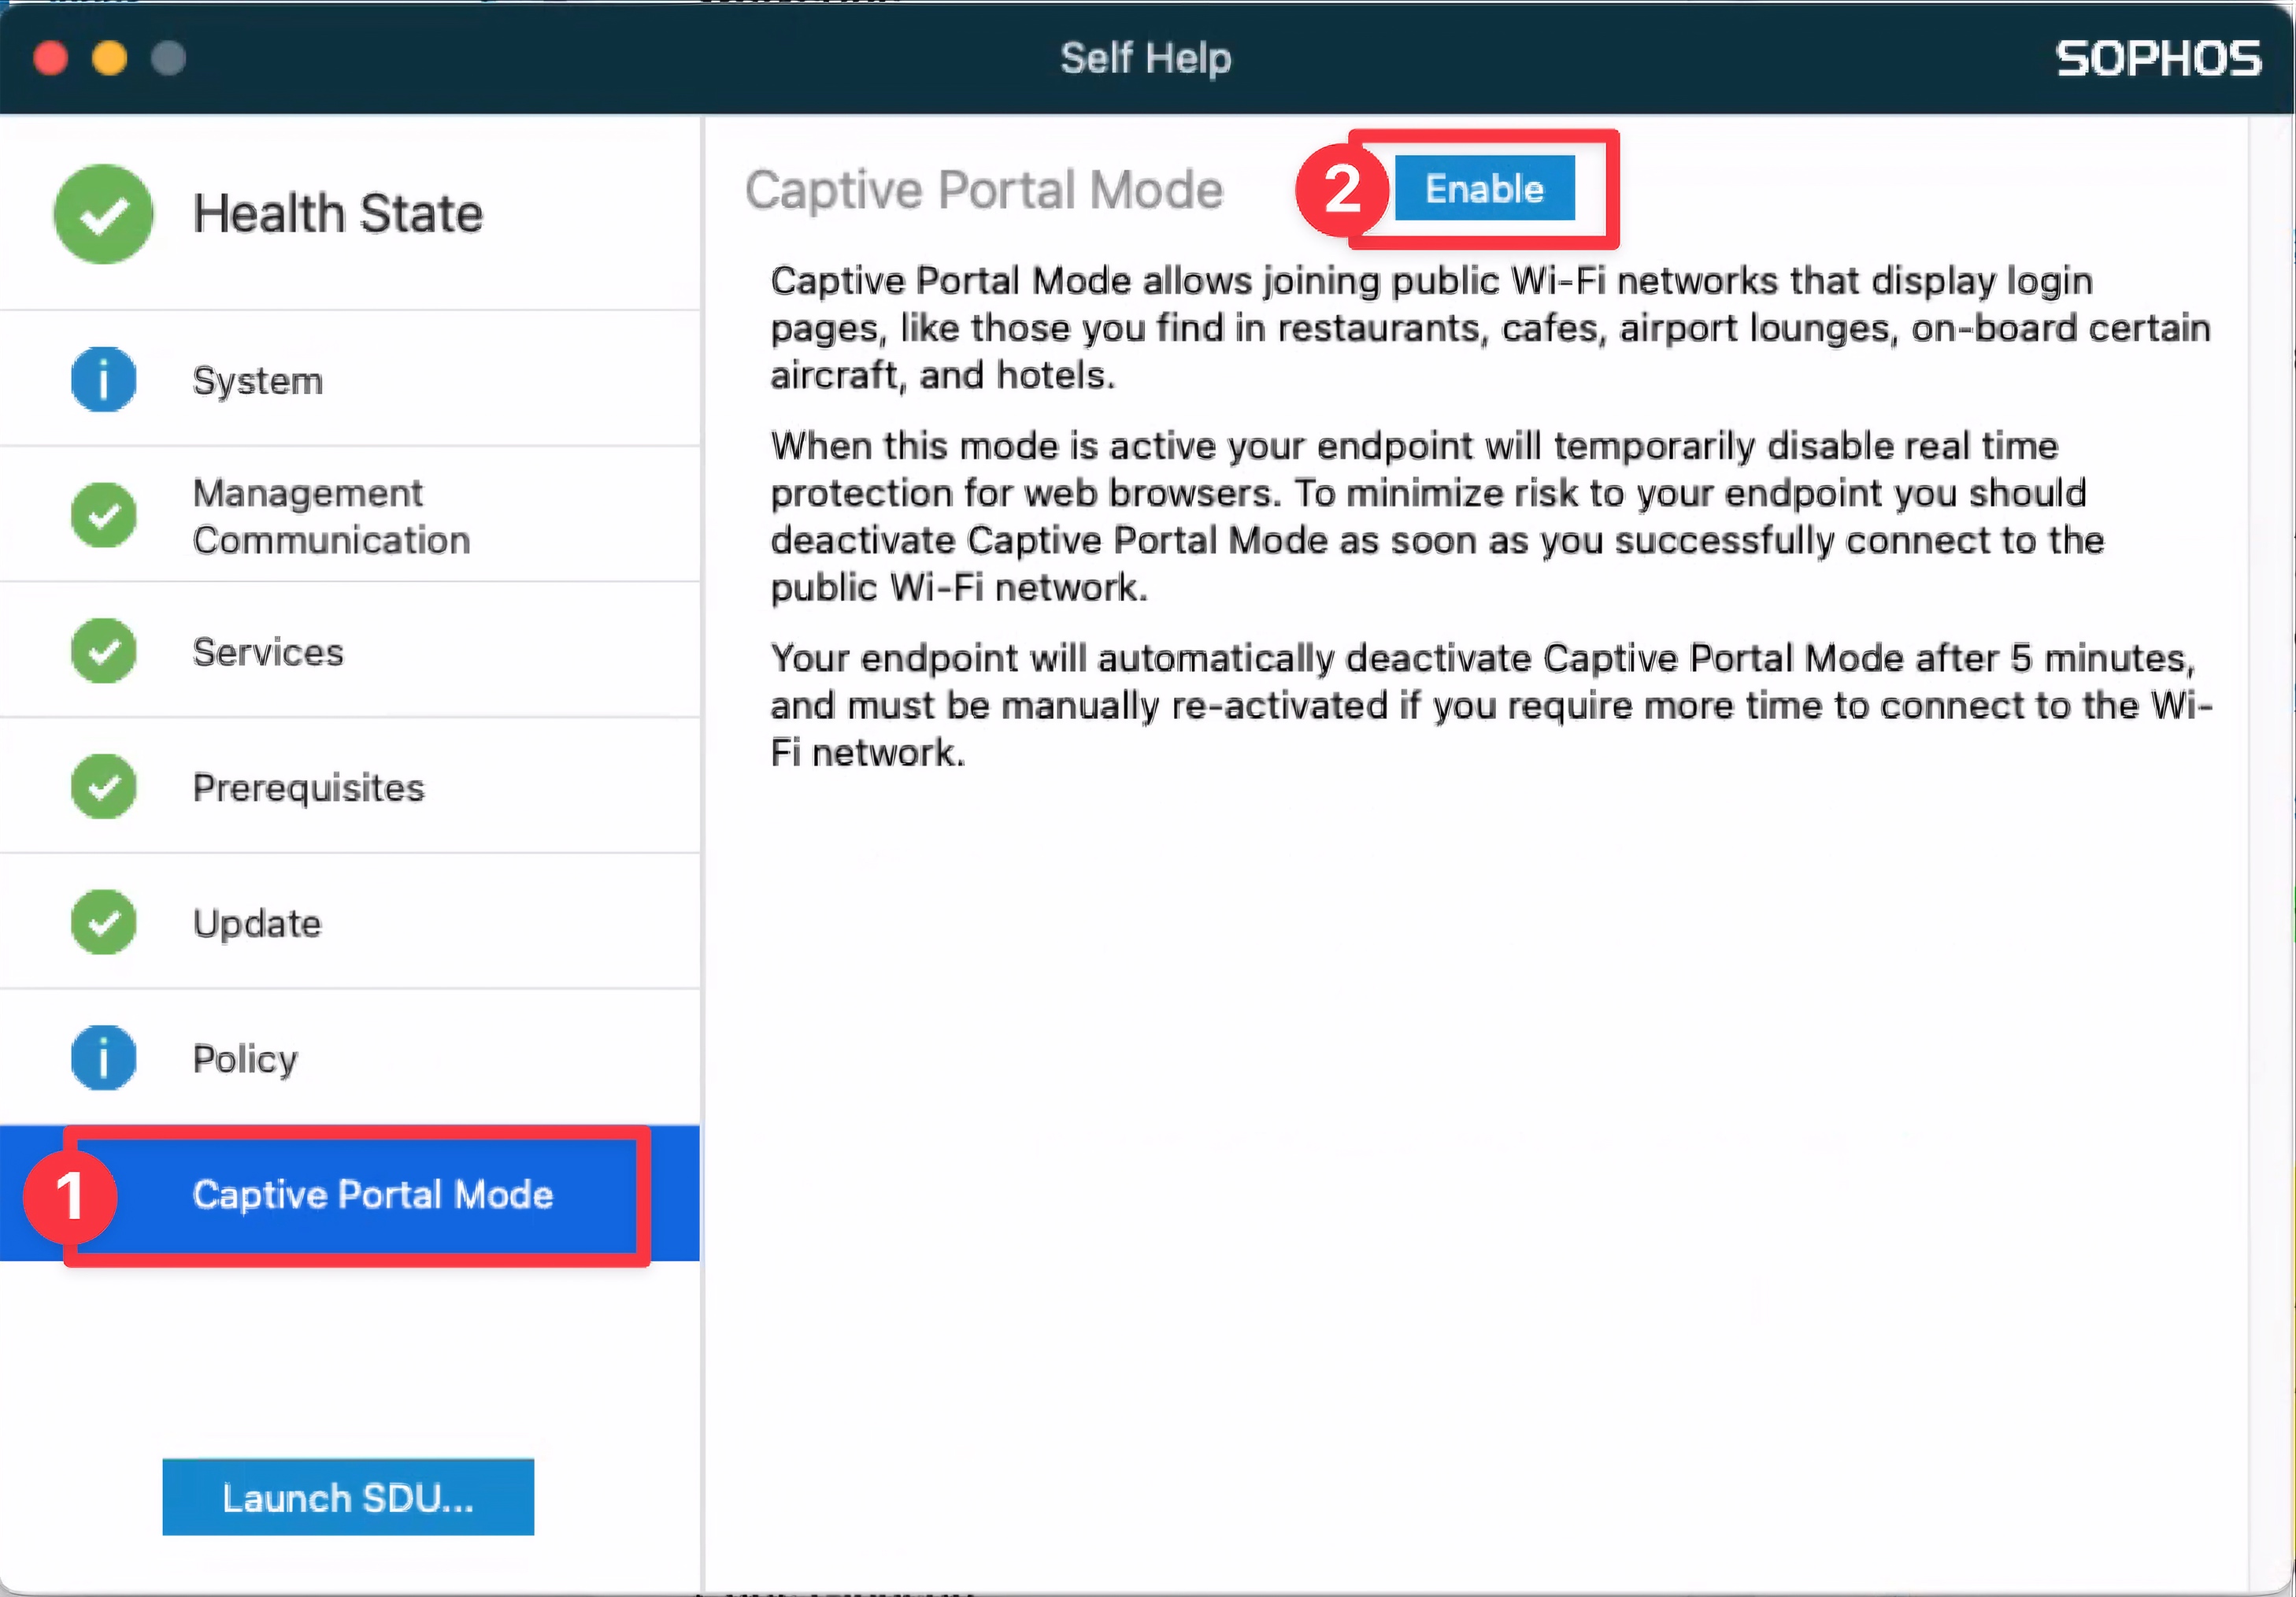 Self Help
SOPHOS
Health State
System
Management
Communication
Services
Prerequisites
Update
Policy
1
Captive Portal Mode
Launch SDU...
Captive Portal Mode
2
Enable
Captive Portal Mode allows joining public Wi-Fi networks that display login
pages, like those you find in restaurants, cafes, airport lounges, on-board certain
aircraft, and hotels.
When this mode is active your endpoint will temporarily disable real time
protection for web browsers. To minimize risk to your endpoint you should
deactivate Captive Portal Mode as soon as you successfully connect to the
public Wi-Fi network.
Your endpoint will automatically deactivate Captive Portal Mode after 5 minutes,
and must be manually re-activated if you require more time to connect to the Wi-
Fi network.